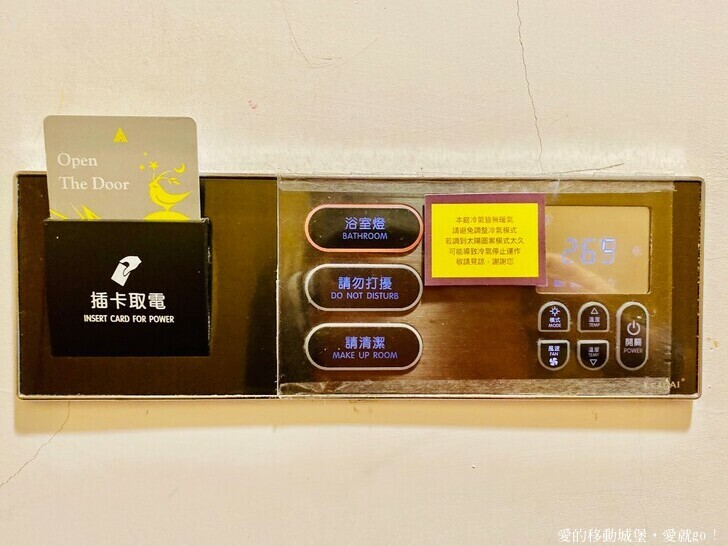 Open
The Door
插卡取電
INSERT CARD FOR POWER
浴室燈
BATHROOM
請勿打擾
DO NOT DISTURB
請清潔
MAKE UP ROOM
本館冷氣皆無暖氣
請避免調整冷氣模式
若調到太陽圖案模式太久
可能導致冷氣停止運作
敬請見諒，謝謝您
265
模式
MODE
溫度
TEMP
風速
FAN
溫度
TEMP
開關
POWER
愛的移動城堡・愛就go！